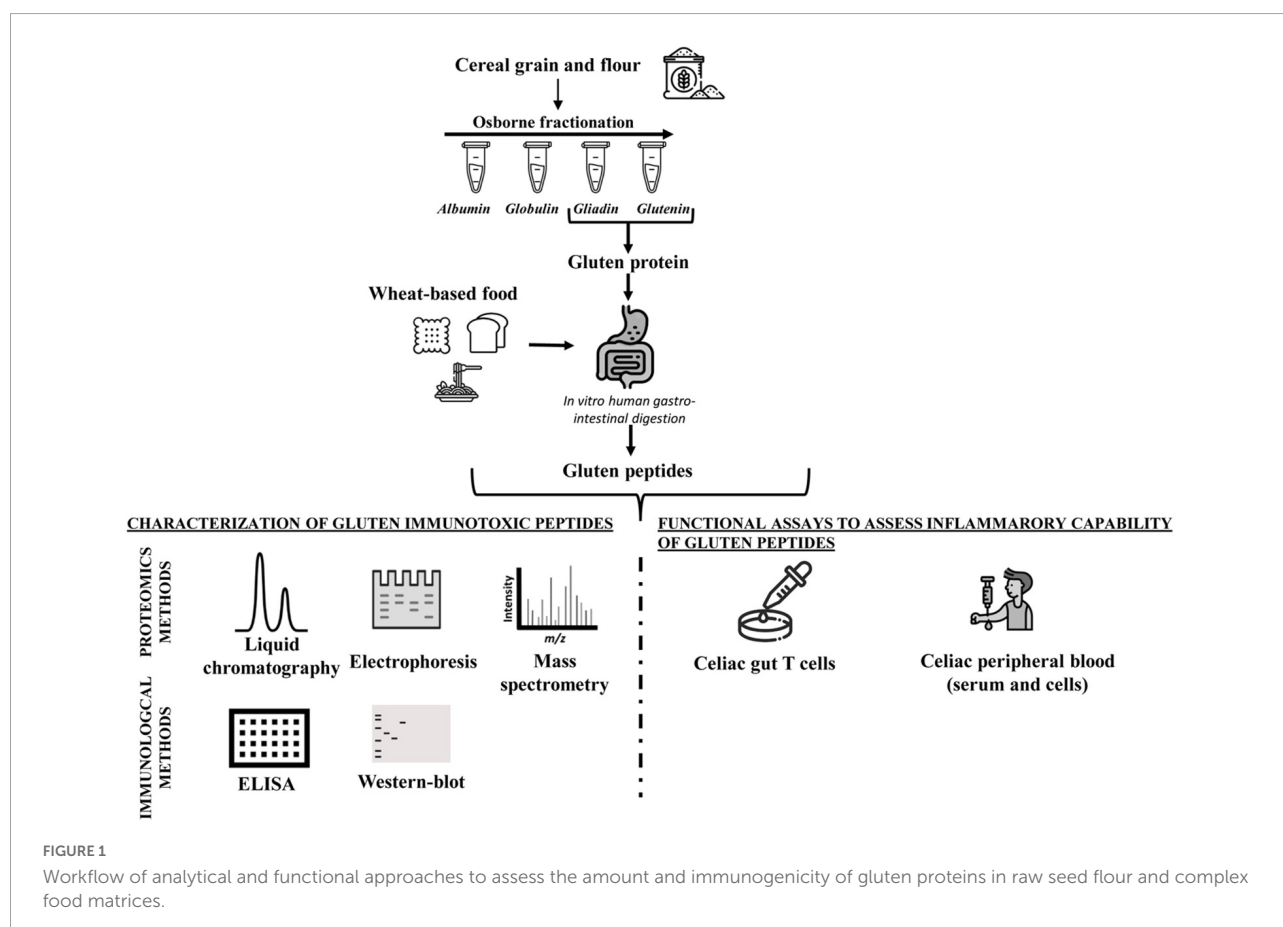 Cereal grain and flour
Osborne fractionation
Albumin Globulin Gliadin Glutenin
Gluten protein
Wheat-based food
In vitro human gastro-
intestinal digestion
Gluten peptides
CHARACTERIZATION OF GLUTEN IMMUNOTOXIC PEPTIDES
FUNCTIONAL ASSAYS TO ASSESS INFLAMMARORY CAPABILITY
OF GLUTEN PEPTIDES
PROTEOMICS
METHODS
Liquid
chromatography
Electrophoresis
Intensity
m/z
Mass
spectrometry
Celiac gut T cells
Celiac peripheral blood
(serum and cells)
IMMUNOLOGCAL
METHODS
ELISA
Western-blot
FIGURE 1
Workflow of analytical and functional approaches to assess the amount and immunogenicity of gluten proteins in raw seed flour and complex
food matrices.